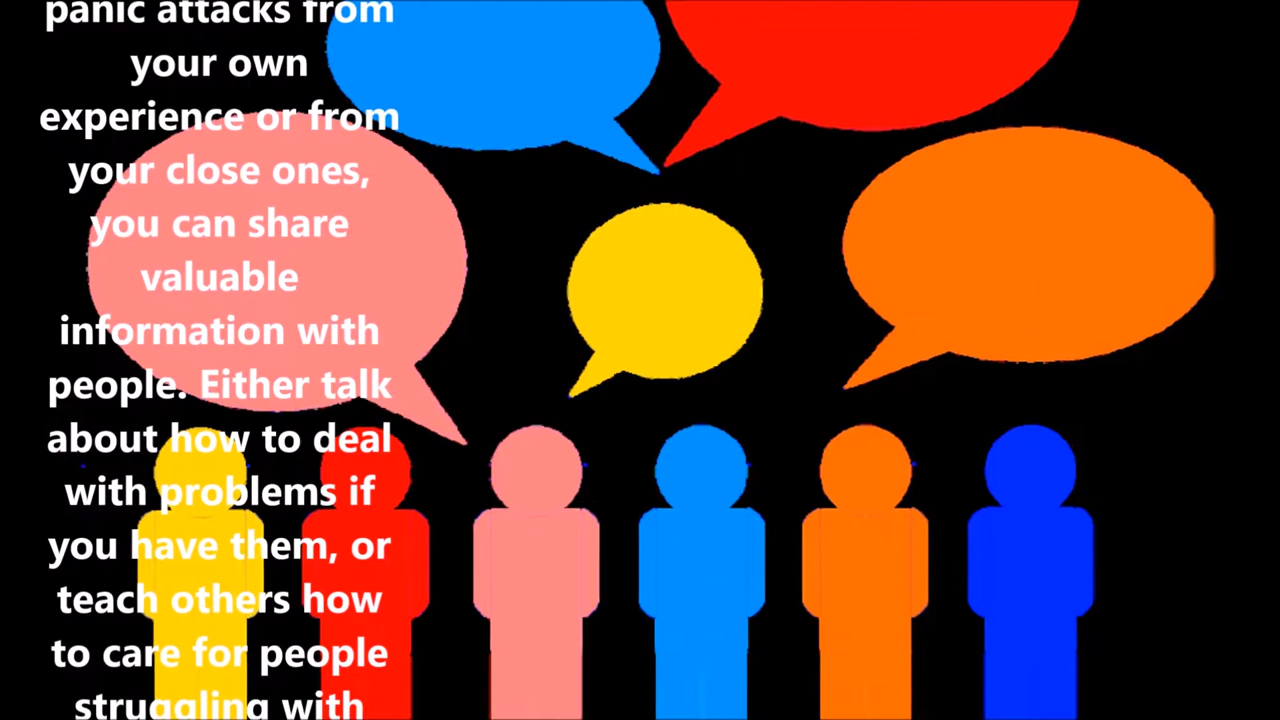 panic attacks from
your own
experience or from
your close ones,
you can share
valuable
information with
people. Either talk
about how to deal
with problems if
you have them, or
teach others how
to care for people
struggling with